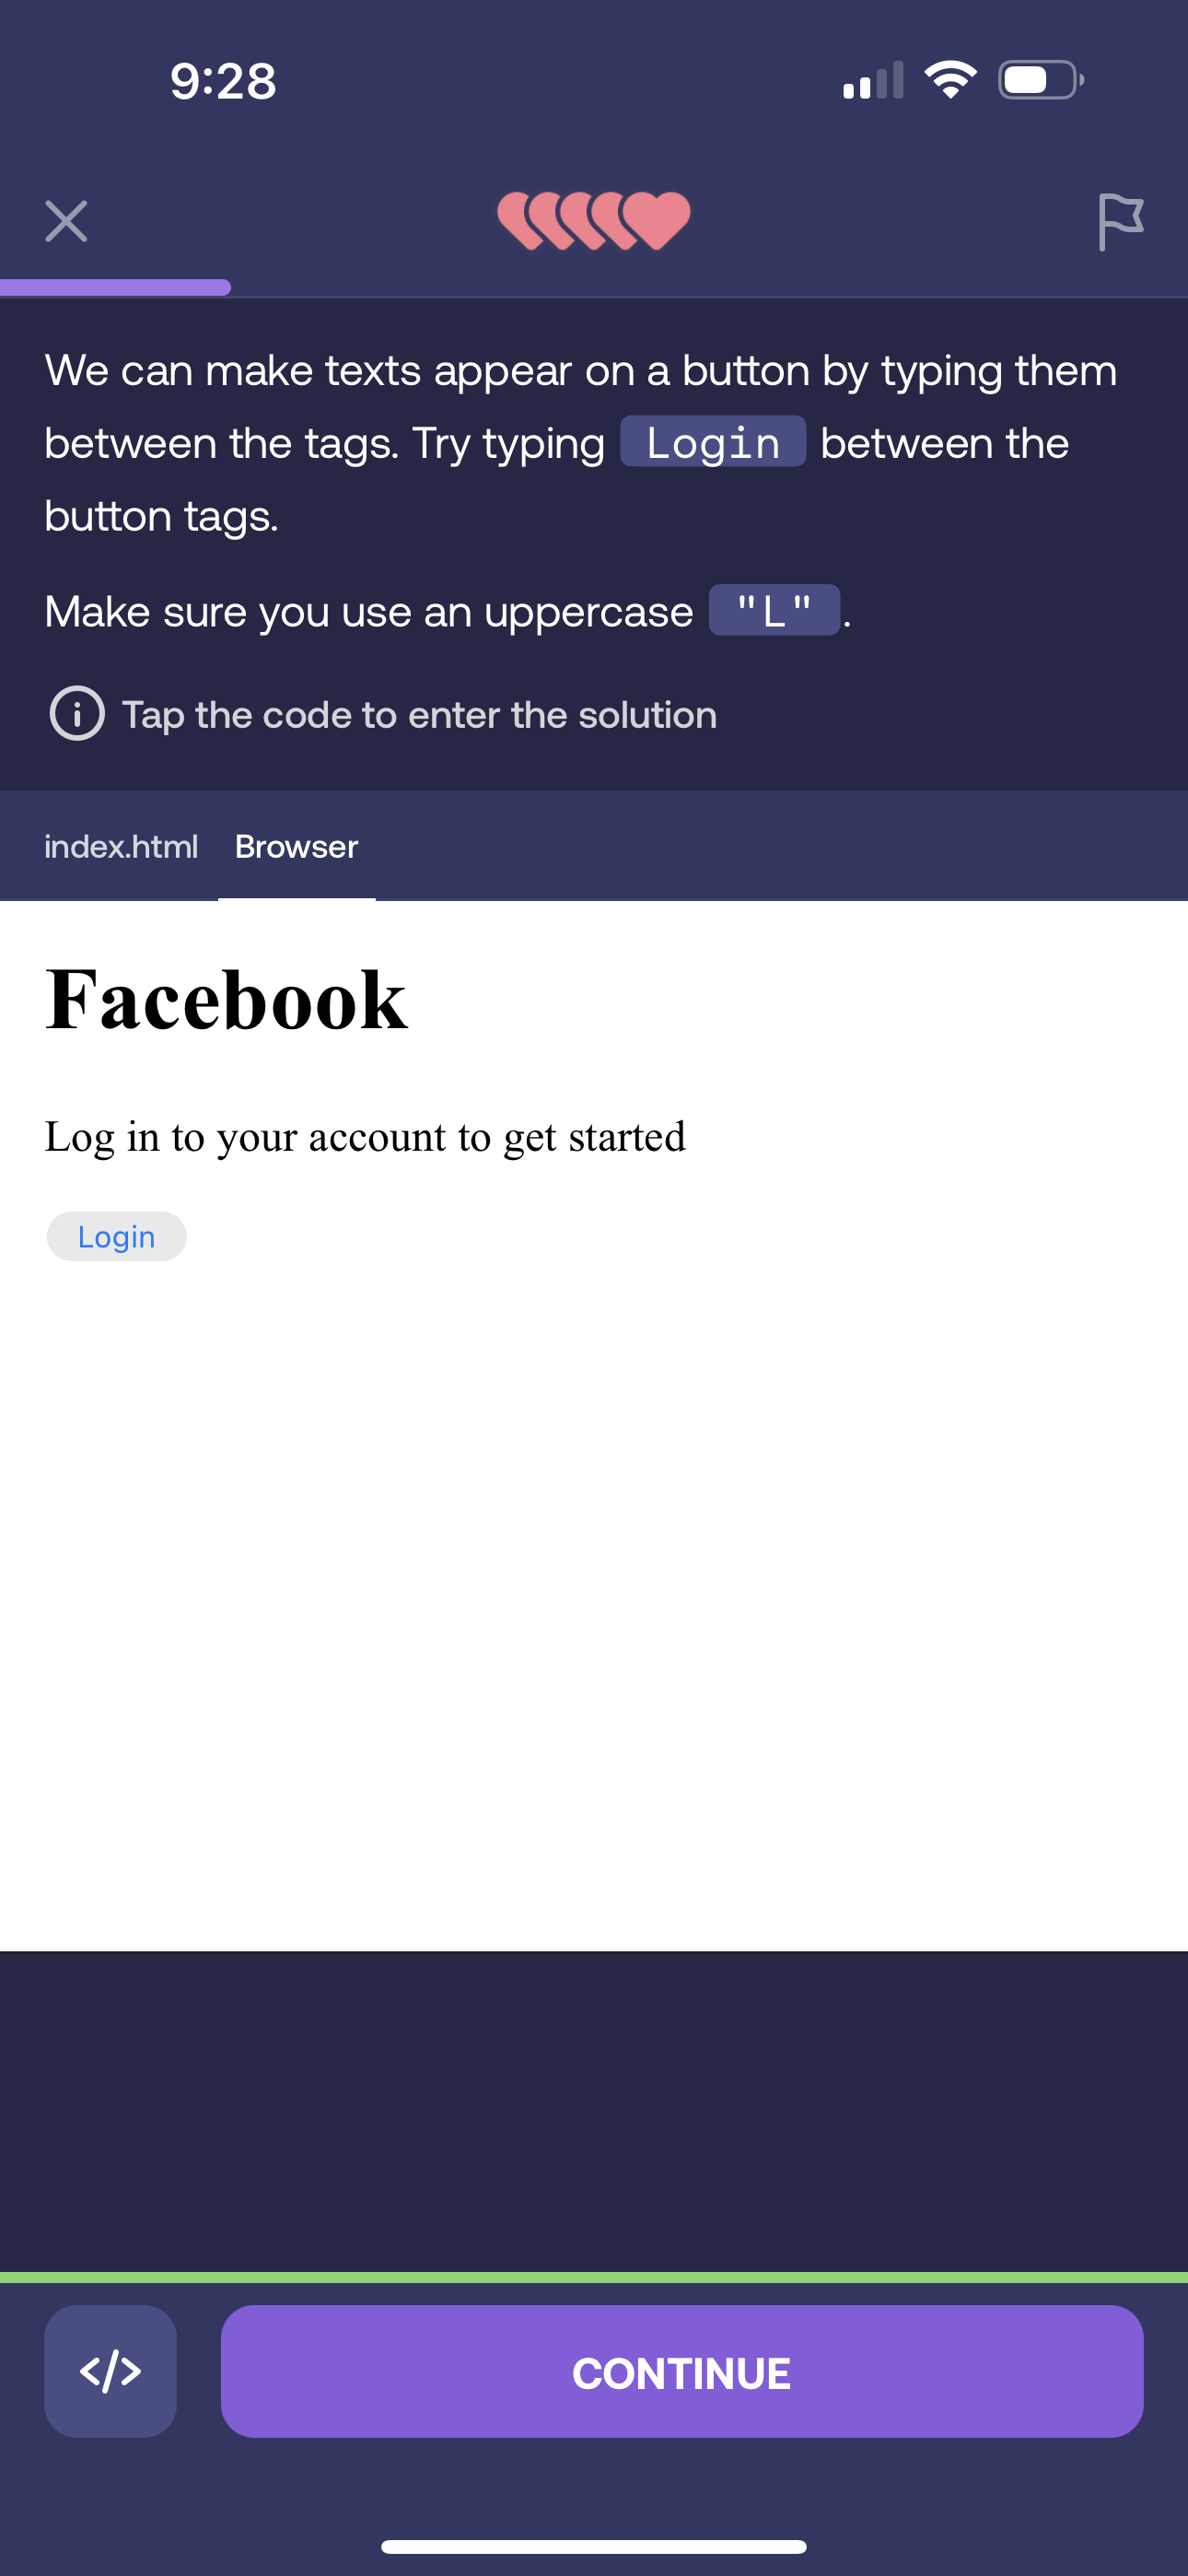 9:28
We can make texts appear on a button by typing them
between the tags. Try typing Login between the
button tags.
Make sure you use an uppercase "L".
Tap the code to enter the solution
index.html Browser
Facebook
Log in to your account to get started
Login
</> CONTINUE